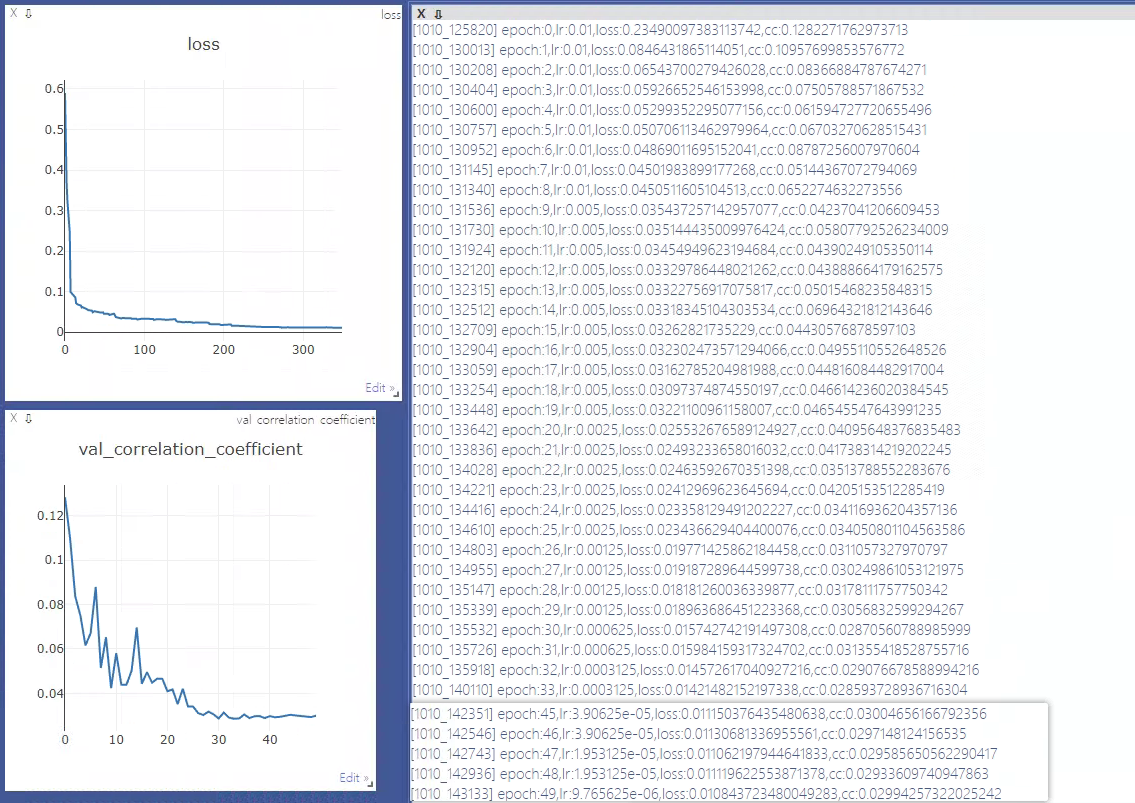 X ⇩ loss
loss
0.6
0.5
0.4
0.3
0.2
0.1
0
0 100 200 300
Edit »
X ⇩ val correlation coefficient
val_correlation_coefficient
0.12
0.1
0.08
0.06
0.04
0 10 20 30 40
Edit »
X ⇩
[1010_125820] epoch:0,lr:0.01,loss:0.23490097383113742,cc:0.1282271762973713
[1010_130013] epoch:1,lr:0.01,loss:0.0846431865114051,cc:0.10957699853576772
[1010_130208] epoch:2,lr:0.01,loss:0.06543700279426028,cc:0.08366884787674271
[1010_130404] epoch:3,lr:0.01,loss:0.05926652546153998,cc:0.07505788571867532
[1010_130600] epoch:4,lr:0.01,loss:0.05299352295077156,cc:0.061594727720655496
[1010_130757] epoch:5,lr:0.01,loss:0.050706113462979964,cc:0.06703270628515431
[1010_130952] epoch:6,lr:0.01,loss:0.04869011695152041,cc:0.08787256007970604
[1010_131145] epoch:7,lr:0.01,loss:0.04501983899177268,cc:0.05144367072794069
[1010_131340] epoch:8,lr:0.01,loss:0.0450511605104513,cc:0.0652274632273556
[1010_131536] epoch:9,lr:0.005,loss:0.035437257142957077,cc:0.04237041206609453
[1010_131730] epoch:10,lr:0.005,loss:0.035144435009976424,cc:0.05807792526234009
[1010_131924] epoch:11,lr:0.005,loss:0.03454949623194684,cc:0.04390249105350114
[1010_132120] epoch:12,lr:0.005,loss:0.03329786448021262,cc:0.043888664179162575
[1010_132315] epoch:13,lr:0.005,loss:0.03322756917075817,cc:0.05015468235848315
[1010_132512] epoch:14,lr:0.005,loss:0.03318345104303534,cc:0.06964321812143646
[1010_132709] epoch:15,lr:0.005,loss:0.03262821735229,cc:0.04430576878597103
[1010_132904] epoch:16,lr:0.005,loss:0.032302473571294066,cc:0.04955110552648526
[1010_133059] epoch:17,lr:0.005,loss:0.03162785204981988,cc:0.044816084482917004
[1010_133254] epoch:18,lr:0.005,loss:0.03097374874550197,cc:0.046614236020384545
[1010_133448] epoch:19,lr:0.005,loss:0.03221100961158007,cc:0.046545547643991235
[1010_133642] epoch:20,lr:0.0025,loss:0.025532676589124927,cc:0.04095648376835483
[1010_133836] epoch:21,lr:0.0025,loss:0.02493233658016032,cc:0.041738314219202245
[1010_134028] epoch:22,lr:0.0025,loss:0.02463592670351398,cc:0.03513788552283676
[1010_134221] epoch:23,lr:0.0025,loss:0.02412969623645694,cc:0.04205153512285419
[1010_134416] epoch:24,lr:0.0025,loss:0.023358129491202227,cc:0.034116936204357136
[1010_134610] epoch:25,lr:0.0025,loss:0.023436629404400076,cc:0.034050801104563586
[1010_134803] epoch:26,lr:0.00125,loss:0.019771425862184458,cc:0.0311057327970797
[1010_134955] epoch:27,lr:0.00125,loss:0.019187289644599738,cc:0.030249861053121975
[1010_135147] epoch:28,lr:0.00125,loss:0.018181260036339877,cc:0.03178111757750342
[1010_135339] epoch:29,lr:0.00125,loss:0.018963686451223368,cc:0.03056832599294267
[1010_135532] epoch:30,lr:0.000625,loss:0.015742742191497308,cc:0.02870560788985999
[1010_135726] epoch:31,lr:0.000625,loss:0.015984159317324702,cc:0.031355418528755716
[1010_135918] epoch:32,lr:0.0003125,loss:0.014572617040927216,cc:0.029076678588994216
[1010_140110] epoch:33,lr:0.0003125,loss:0.01421482152197338,cc:0.028593728936716304
[1010_142351] epoch:45,lr:3.90625e-05,loss:0.011150376435480638,cc:0.03004656166792356
[1010_142546] epoch:46,lr:3.90625e-05,loss:0.01130681336955561,cc:0.0297148124156535
[1010_142743] epoch:47,lr:1.953125e-05,loss:0.011062197944641833,cc:0.029585650562290417
[1010_142936] epoch:48,lr:1.953125e-05,loss:0.011119622553871378,cc:0.02933609740947863
[1010_143133] epoch:49,lr:9.765625e-06,loss:0.010843723480049283,cc:0.02994257322025242